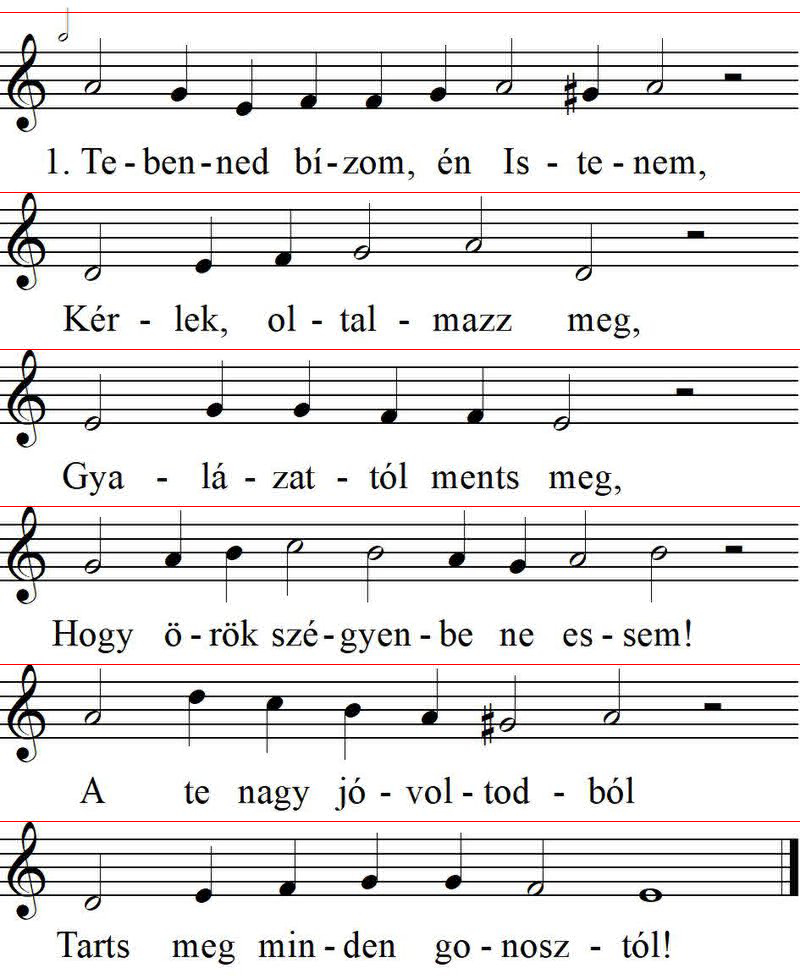 1. Te-ben-ned bí-zom, én Is - te - nem,
Kér - lek, ol - tal - mazz meg,
Gya - lá - zat - tól ments meg,
Hogy ö-rök szé-gyen-be ne es-sem!
A te nagy jó - vol - tod - ból
Tarts meg min-den go-nosz - tól!